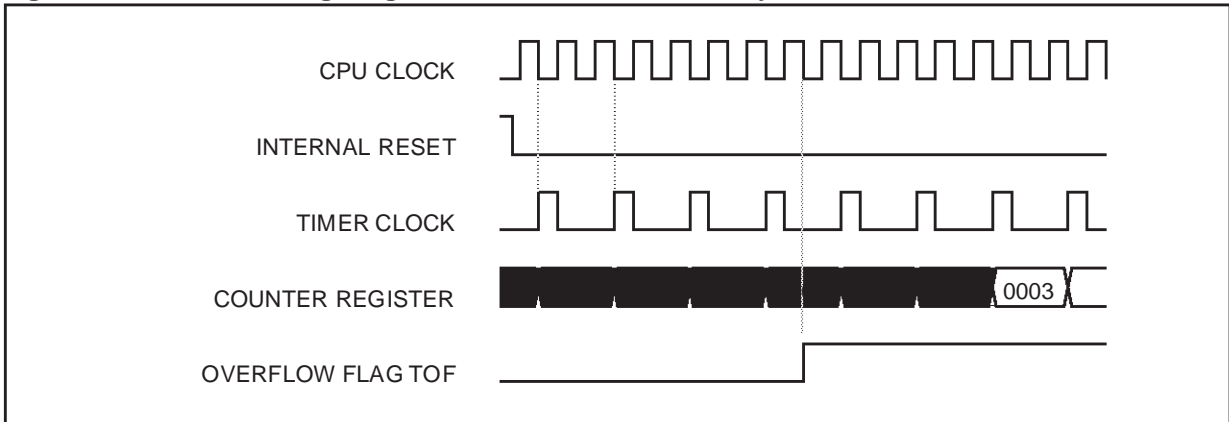 CPU CLOCK
INTERNAL RESET
TIMER CLOCK
COUNTER REGISTER
0003
OVERFLOW FLAG TOF